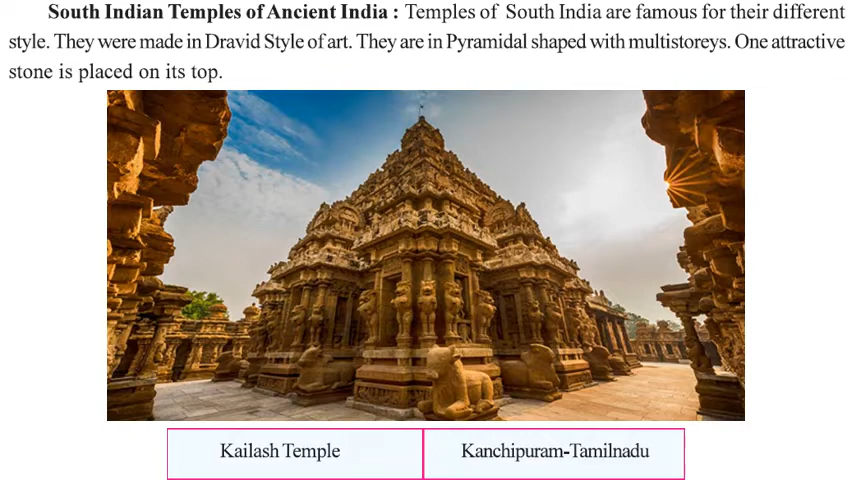 South Indian Temples of Ancient India : Temples of South India are famous for their different
style. They were made in Dravid Style of art. They are in Pyramidal shaped with multistoreys. One attractive
stone is placed on its top.
Kailash Temple
Kanchipuram-Tamilnadu